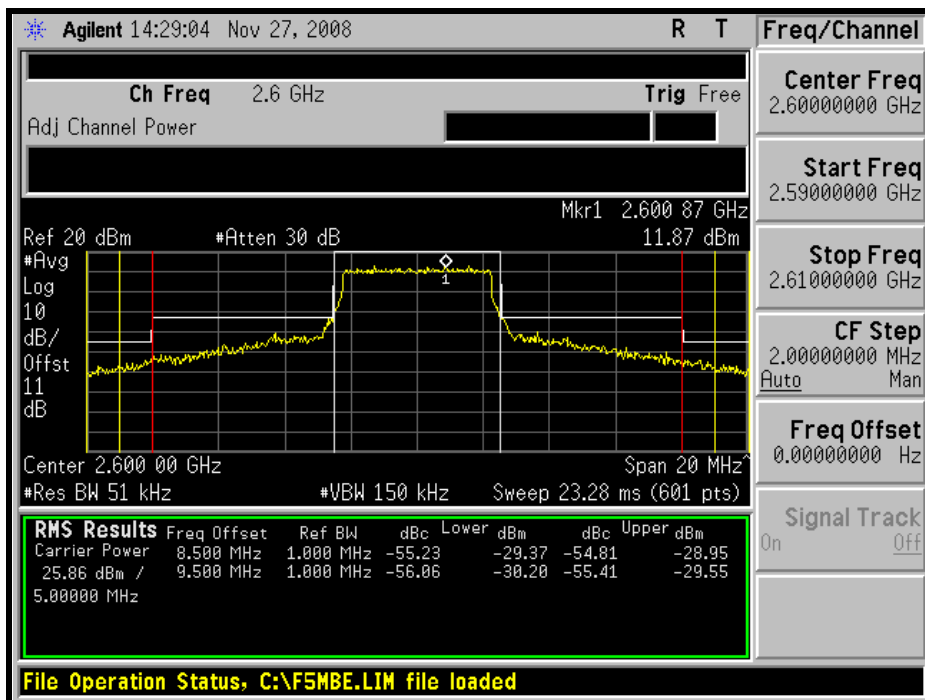 Agilent 14:29:04 Nov 27, 2008 R T
Freq/Channel
Ch Freq 2.6 GHz Trig Free
Adj Channel Power
Mkr1 2.600 87 GHz
Ref 20 dBm #Atten 30 dB 11.87 dBm
#Avg
Log
10
dB/
Offst
11
dB
1
Center 2.600 00 GHz Span 20 MHz^
#Res BW 51 kHz #VBW 150 kHz Sweep 23.28 ms (601 pts)
RMS Results Freq Offset Ref BW dBc Lower dBm dBc Upper dBm
Carrier Power 8.500 MHz 1.000 MHz -55.23 -29.37 -54.81 -28.95
25.86 dBm / 9.500 MHz 1.000 MHz -56.06 -30.20 -55.41 -29.55
5.00000 MHz
File Operation Status, C:\F5MBE.LIM file loaded
Center Freq
2.60000000 GHz
Start Freq
2.59000000 GHz
Stop Freq
2.61000000 GHz
CF Step
2.00000000 MHz
Auto Man
Freq Offset
0.00000000 Hz
Signal Track
On Off